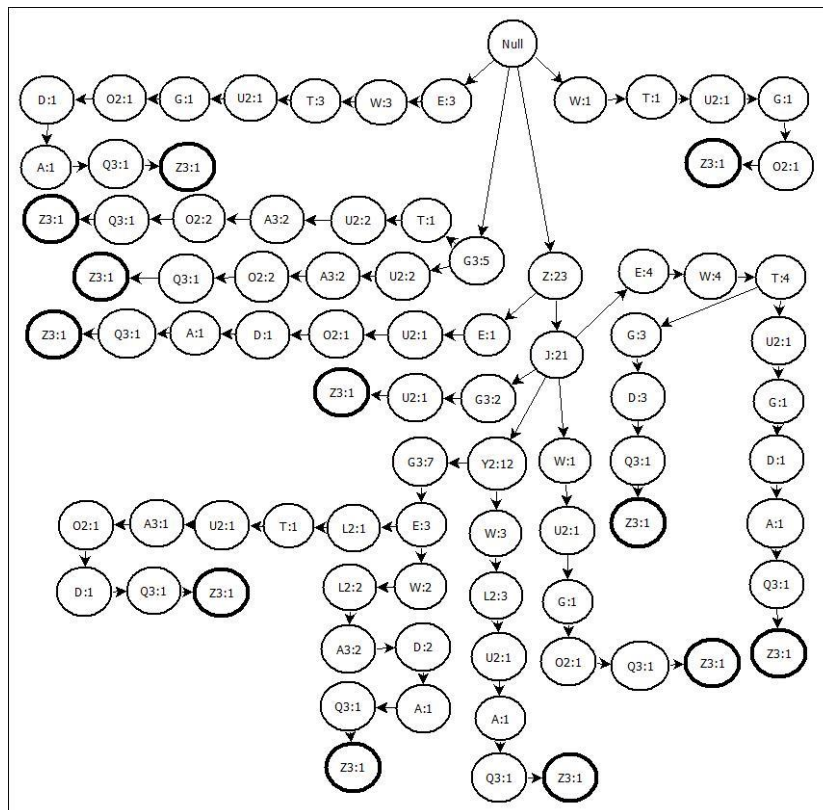 Null
D:1 O2:1 G:1 U2:1 T:3 W:3 E:3 W:1 T:1 U2:1 G:1
A:1 Q3:1 Z3:1 Z3:1 O2:1
Z3:1 Q3:1 O2:2 A3:2 U2:2 T:1
G3:5
Z3:1 Q3:1 O2:2 A3:2 U2:2 Z:23 E:4 W:4 T:4
Z3:1 Q3:1 A:1 D:1 O2:1 U2:1 E:1 G:3 U2:1
J:21
Z3:1 U2:1 G3:2 D:3 G:1
G3:7 Y2:12 W:1 Q3:1 D:1
O2:1 A3:1 U2:1 T:1 L2:1 E:3 W:3 U2:1 Z3:1 A:1
D:1 Q3:1 Z3:1 L2:2 W:2 L2:3 G:1 Q3:1
A3:2 D:2 U2:1 O2:1 Q3:1 Z3:1 Z3:1
Q3:1 A:1 A:1
Z3:1 Q3:1 Z3:1